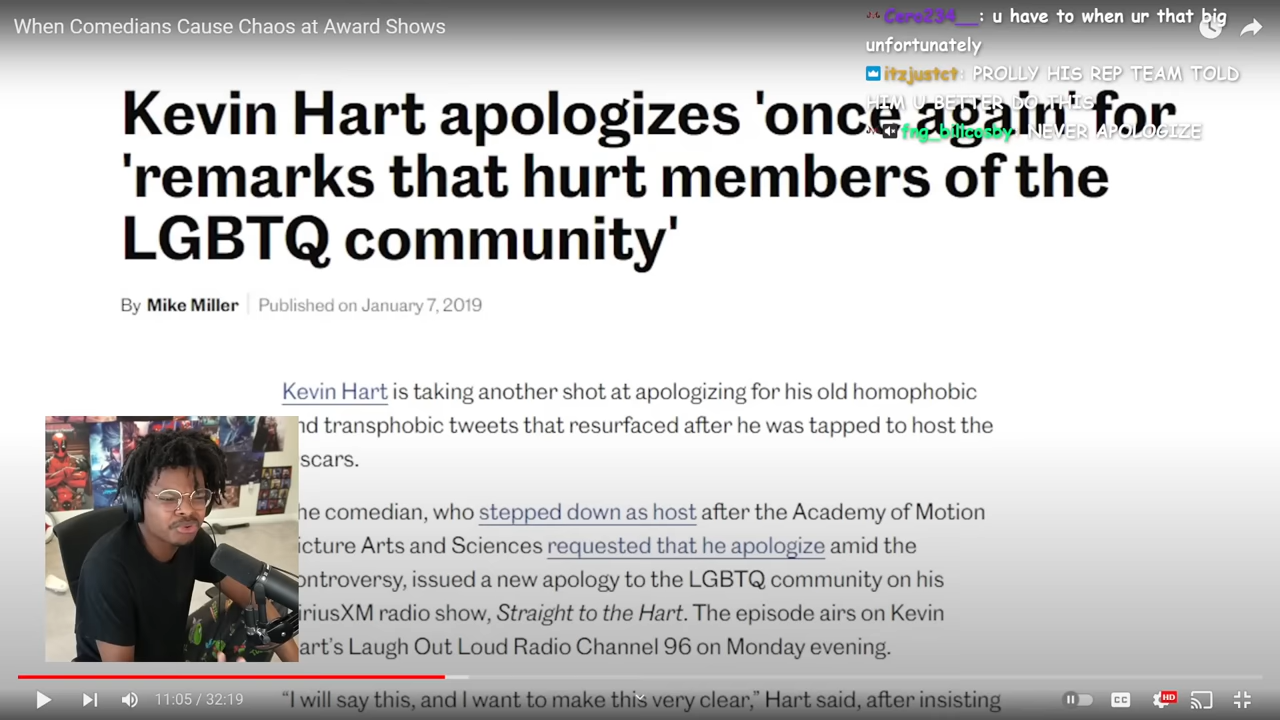 When Comedians Cause Chaos at Award Shows
Cere234__: u have to when ur that big
unfortunately
itzjustct: PROLLY HIS REP TEAM TOLD
HIM U BETTER DO THIS
fng_billcosby: NEVER APOLOGIZE
Kevin Hart apologizes 'once again' for
'remarks that hurt members of the
LGBTQ community'
By Mike Miller | Published on January 7, 2019
Kevin Hart is taking another shot at apologizing for his old homophobic
nd transphobic tweets that resurfaced after he was tapped to host the
scars.
he comedian, who stepped down as host after the Academy of Motion
icture Arts and Sciences requested that he apologize amid the
ontroversy, issued a new apology to the LGBTQ community on his
iriusXM radio show, Straight to the Hart. The episode airs on Kevin
art's Laugh Out Loud Radio Channel 96 on Monday evening.
“I will say this, and I want to make this very clear,” Hart said, after insisting
11:05 / 32:19
CC
HD